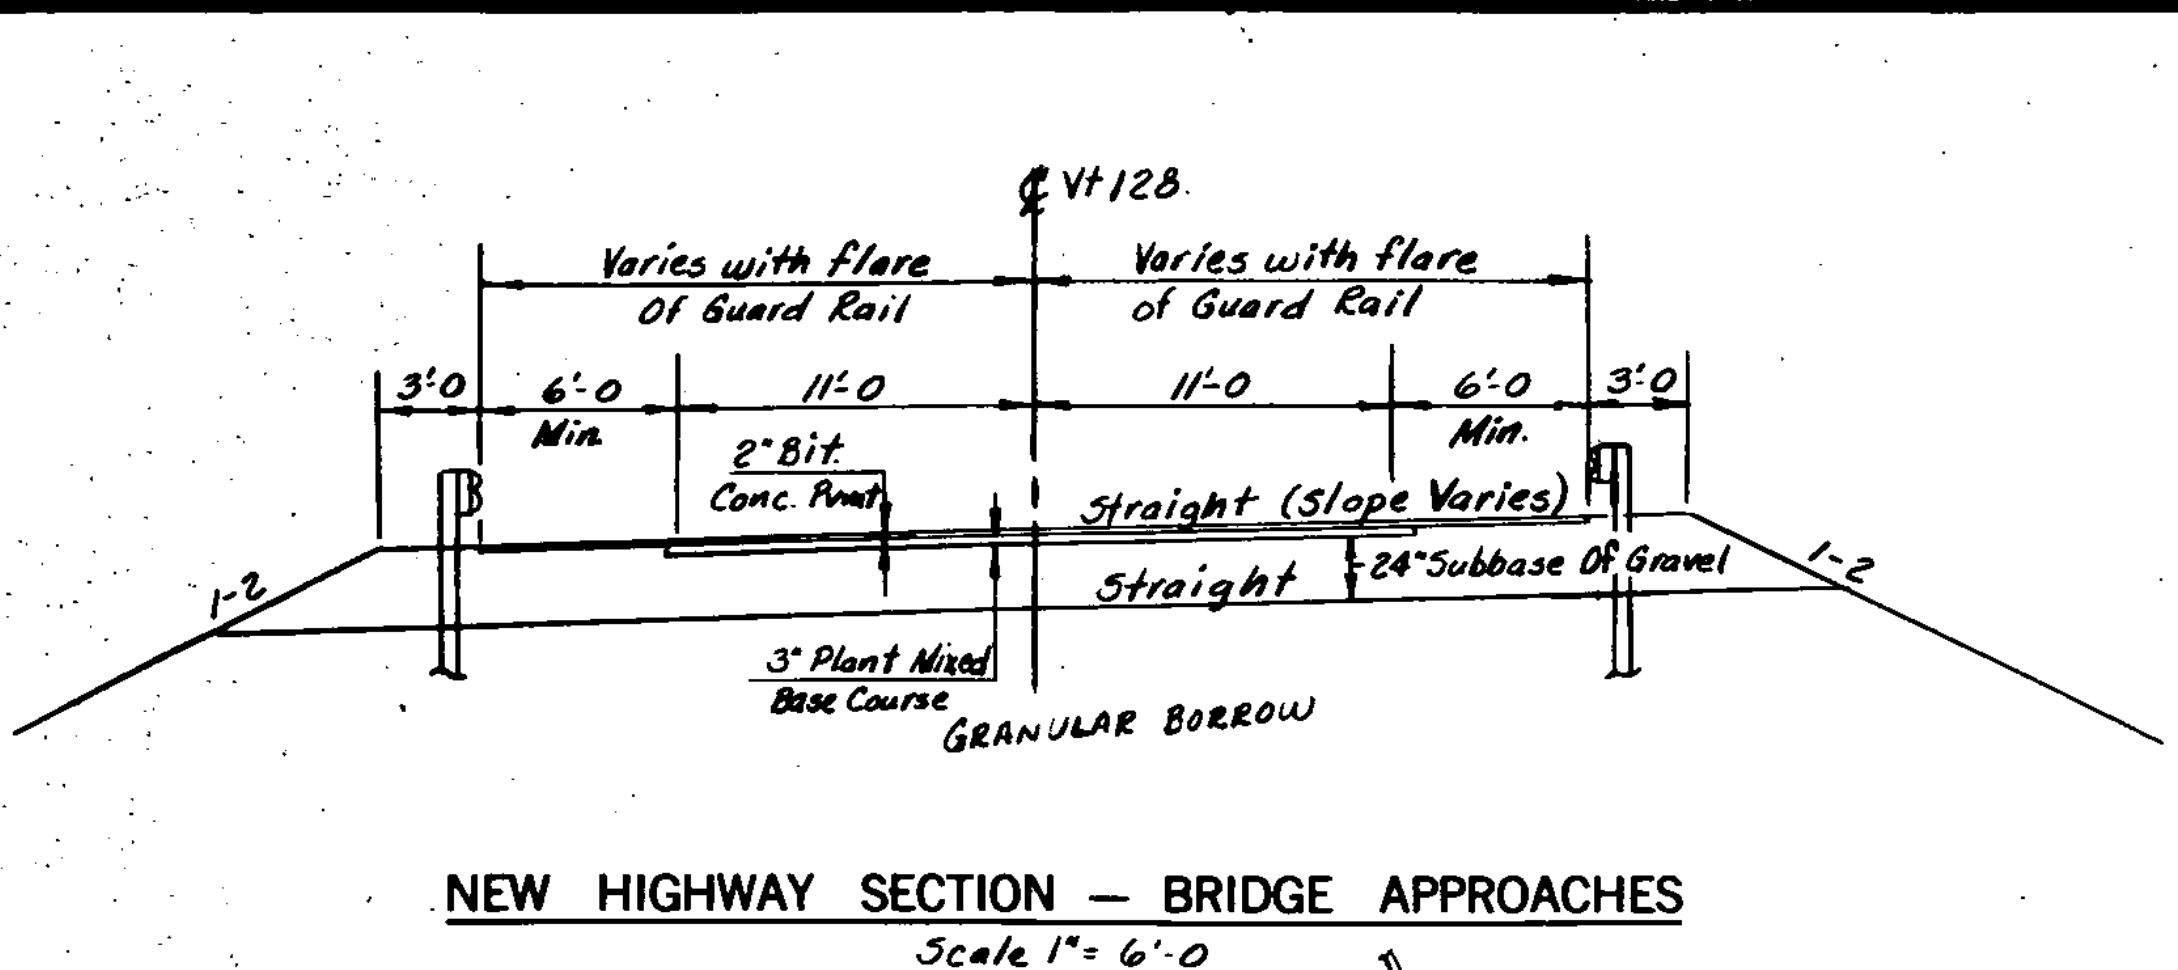 ℄ Vt 128.
Varies with flare
Of Guard Rail
Varies with flare
of Guard Rail
3'-0
6'-0
Min.
11'-0
11'-0
6'-0
Min.
3'-0
2" Bit.
Conc. Pvmt.
Straight (Slope Varies)
1-2
Straight
24" Subbase Of Gravel
1-2
3" Plant Mixed
Base Course
GRANULAR BORROW
NEW HIGHWAY SECTION — BRIDGE APPROACHES
Scale 1" = 6'-0